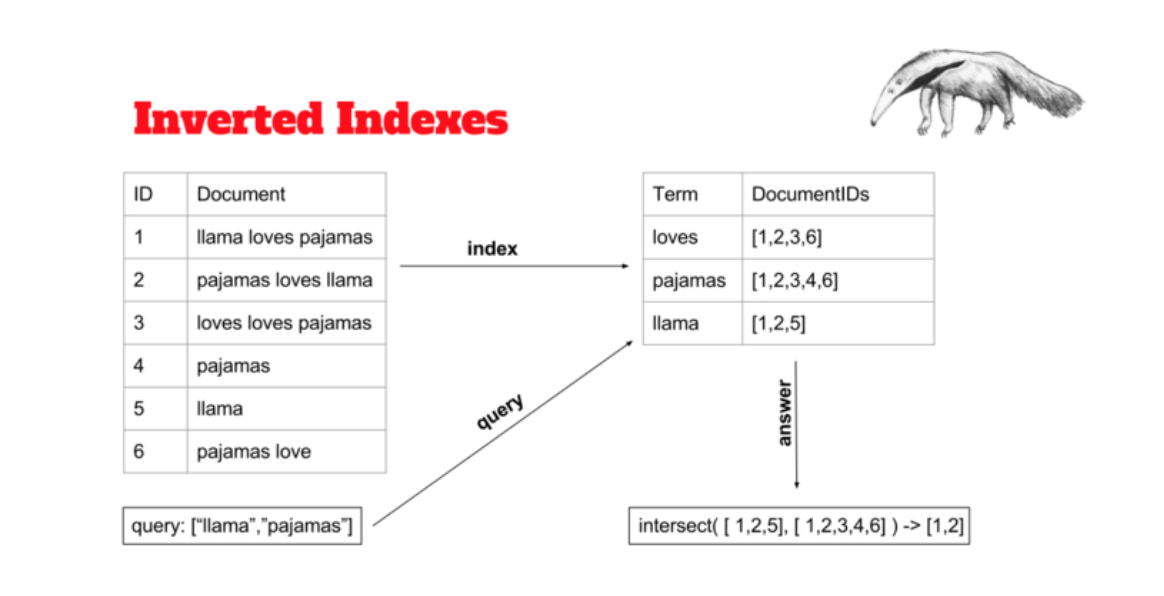 Inverted Indexes
ID Document
1 llama loves pajamas
2 pajamas loves llama
3 loves loves pajamas
4 pajamas
5 llama
6 pajamas love
query: [“llama”,”pajamas”]
index
query
Term DocumentIDs
loves [1,2,3,6]
pajamas [1,2,3,4,6]
llama [1,2,5]
answer
intersect( [ 1,2,5], [ 1,2,3,4,6] ) -> [1,2]